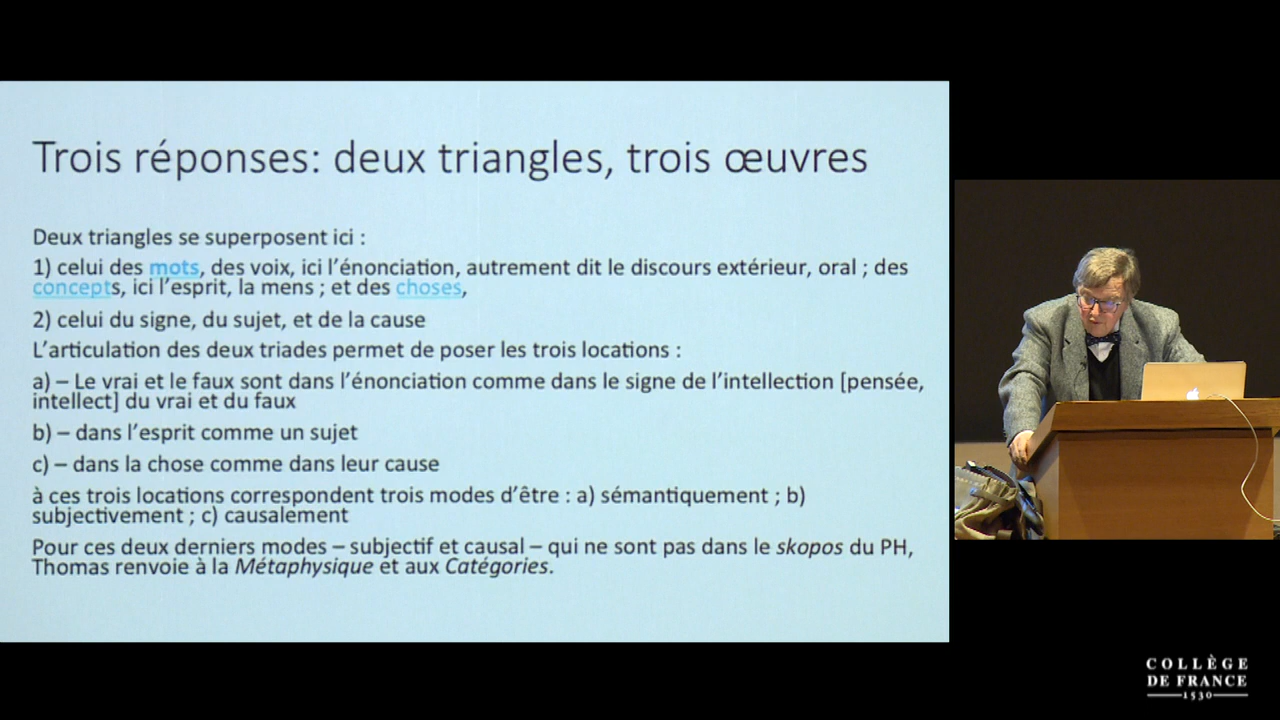 Trois réponses: deux triangles, trois œuvres
Deux triangles se superposent ici :
1) celui des mots, des voix, ici l’énonciation, autrement dit le discours extérieur, oral ; des
concepts, ici l’esprit, la mens ; et des choses,
2) celui du signe, du sujet, et de la cause
L’articulation des deux triades permet de poser les trois locations :
a) – Le vrai et le faux sont dans l’énonciation comme dans le signe de l’intellection [pensée,
intellect] du vrai et du faux
b) – dans l’esprit comme un sujet
c) – dans la chose comme dans leur cause
à ces trois locations correspondent trois modes d’être : a) sémantiquement ; b)
subjectivement ; c) causalement
Pour ces deux derniers modes – subjectif et causal – qui ne sont pas dans le skopos du PH,
Thomas renvoie à la Métaphysique et aux Catégories.
COLLÈGE
DE FRANCE
1530